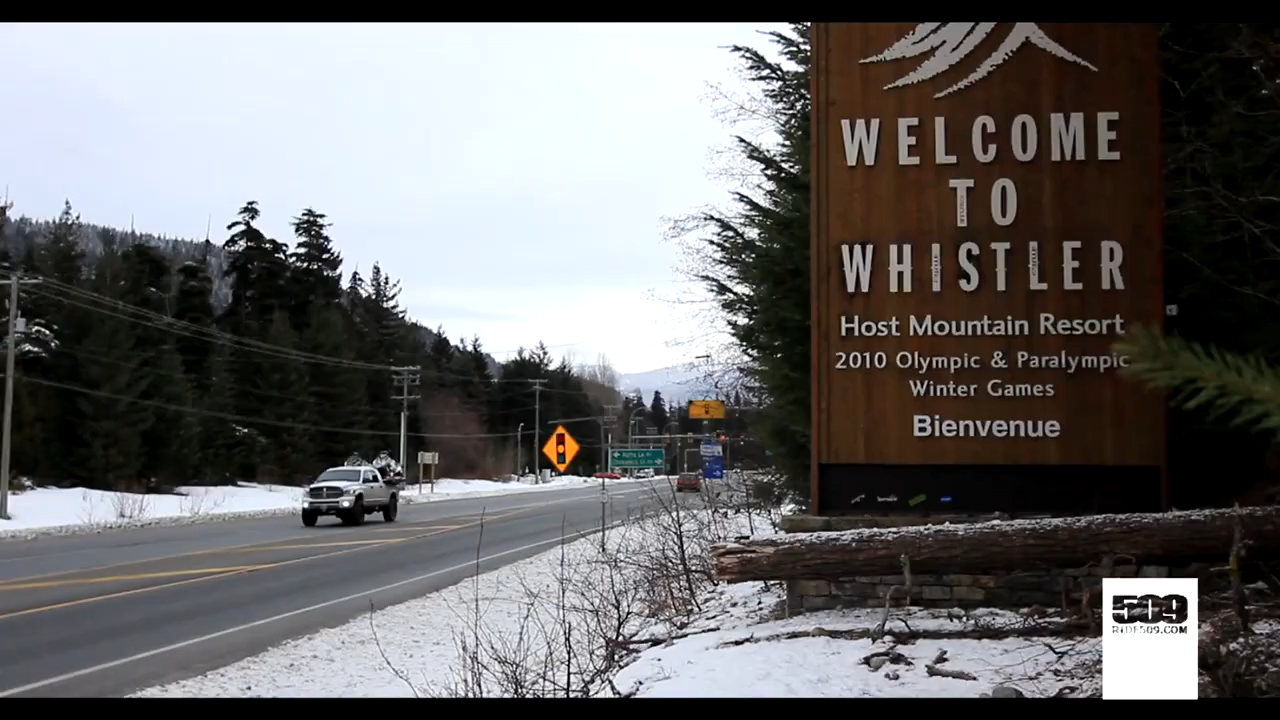 WELCOME
TO
WHISTLER
Host Mountain Resort
2010 Olympic & Paralympic
Winter Games
Bienvenue
509
RIDE509.COM